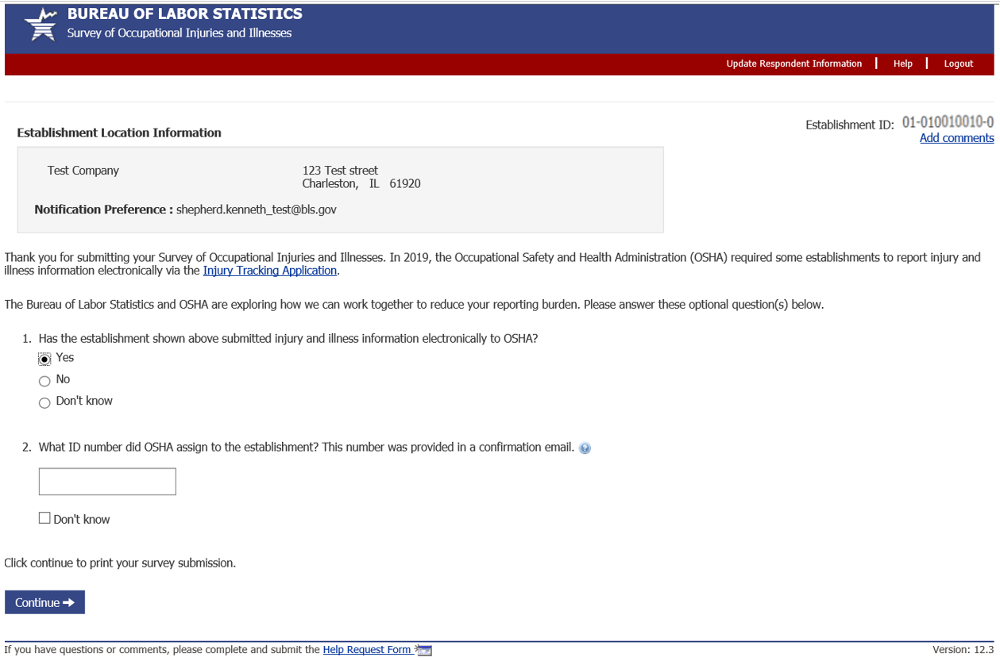 BUREAU OF LABOR STATISTICS
Survey of Occupational Injuries and Illnesses
Update Respondent Information | Help | Logout
Establishment ID: 01-010010010-0
Add comments
Establishment Location Information
Test Company 123 Test street
Charleston, IL 61920
Notification Preference : shepherd.kenneth_test@bls.gov
Thank you for submitting your Survey of Occupational Injuries and Illnesses. In 2019, the Occupational Safety and Health Administration (OSHA) required some establishments to report injury and
illness information electronically via the Injury Tracking Application.
The Bureau of Labor Statistics and OSHA are exploring how we can work together to reduce your reporting burden. Please answer these optional question(s) below.
1. Has the establishment shown above submitted injury and illness information electronically to OSHA?
Yes
No
Don't know
2. What ID number did OSHA assign to the establishment? This number was provided in a confirmation email. ?
Don't know
Click continue to print your survey submission.
Continue
If you have questions or comments, please complete and submit the Help Request Form Version: 12.3